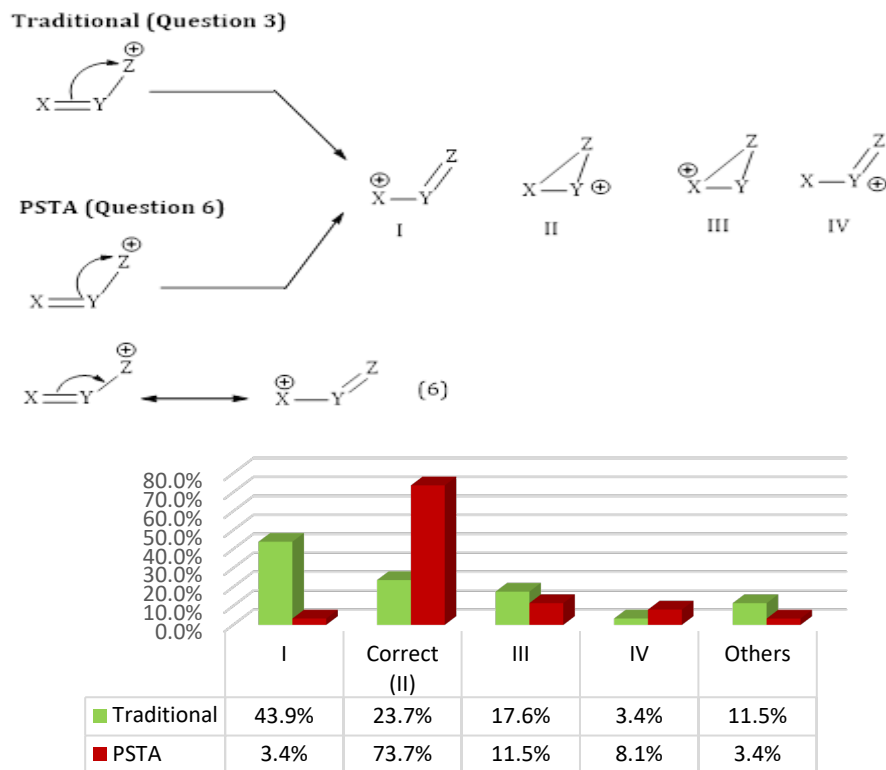 Traditional (Question 3)
⊕
Z
X Y
Z
⊕
X Y
I
Z
X Y ⊕
II
Z
⊕
X Y
III
Z
X Y ⊕
IV
PSTA (Question 6)
⊕
Z
X Y
⊕
Z
X Y
Z
⊕
X Y
(6)
80.0%
70.0%
60.0%
50.0%
40.0%
30.0%
20.0%
10.0%
0.0%
I Correct (II) III IV Others
Traditional 43.9% 23.7% 17.6% 3.4% 11.5%
PSTA 3.4% 73.7% 11.5% 8.1% 3.4%